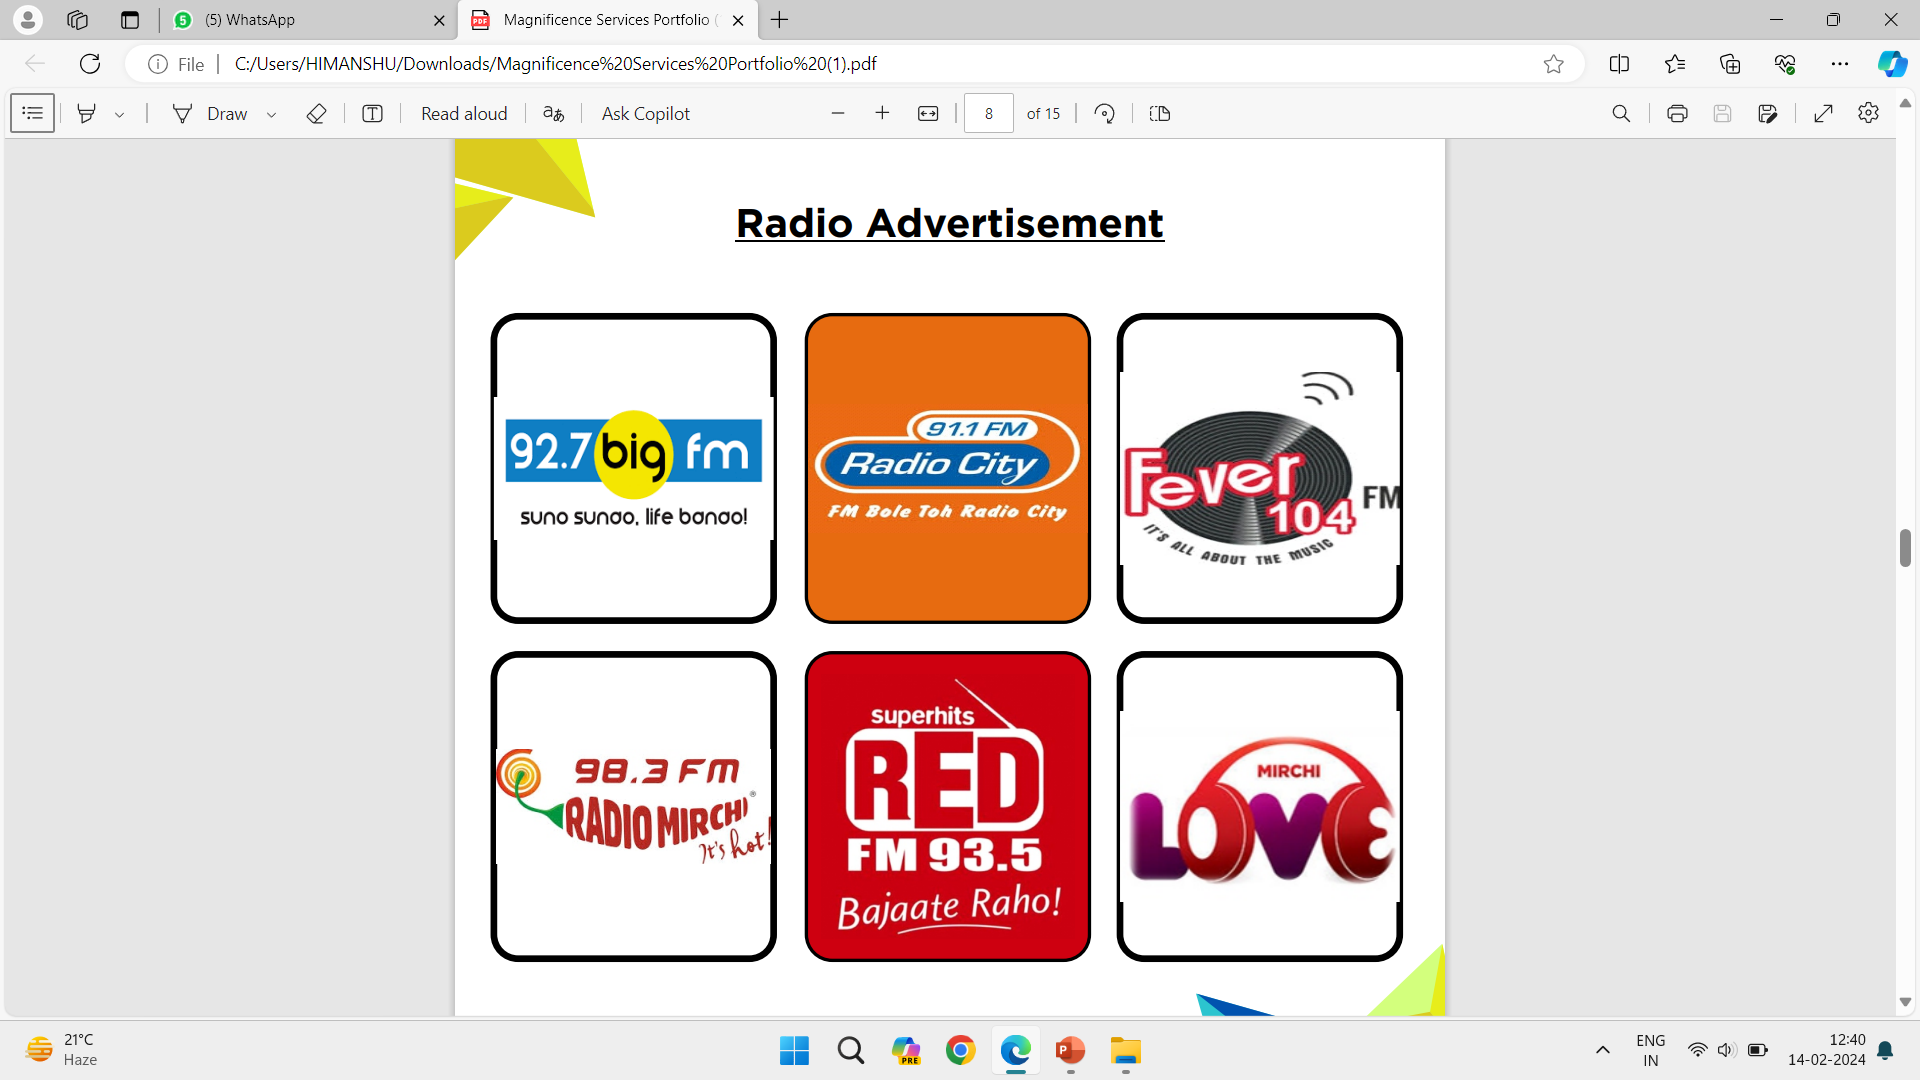 (5) WhatsApp
Magnificence Services Portfolio (
File
C:/Users/HIMANSHU/Downloads/Magnificence%20Services%20Portfolio%20(1).pdf
Draw
Read aloud
aあ
Ask Copilot
8
of 15
Radio Advertisement
92.7 big fm
suno sunao, life banao!
91.1 FM
Radio City
FM Bole Toh Radio City
Fever
104
FM
IT'S ALL ABOUT THE MUSIC
98.3 FM
RADIO MIRCHI®
It's hot!
superhits
RED
FM 93.5
Bajaate Raho!
MIRCHI
LOVE
21°C
Haze
PRE
ENG
IN
12:40
14-02-2024